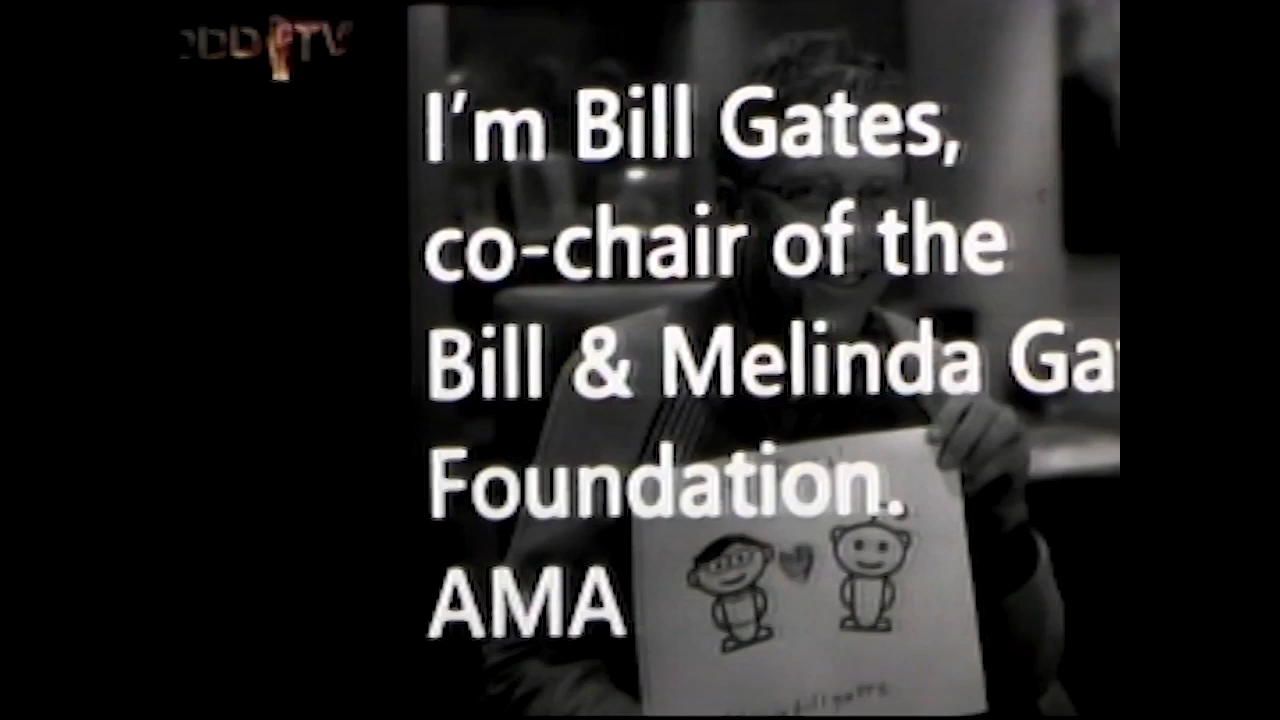 I'm Bill Gates,
co-chair of the
Bill & Melinda Ga
Foundation.
AMA